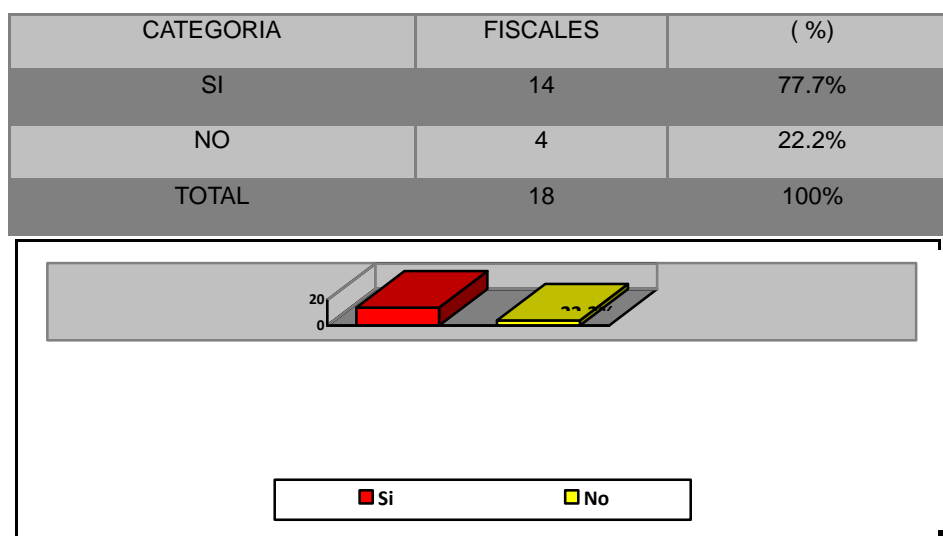 CATEGORIA FISCALES ( %)
SI 14 77.7%
NO 4 22.2%
TOTAL 18 100%
20
0
Si No